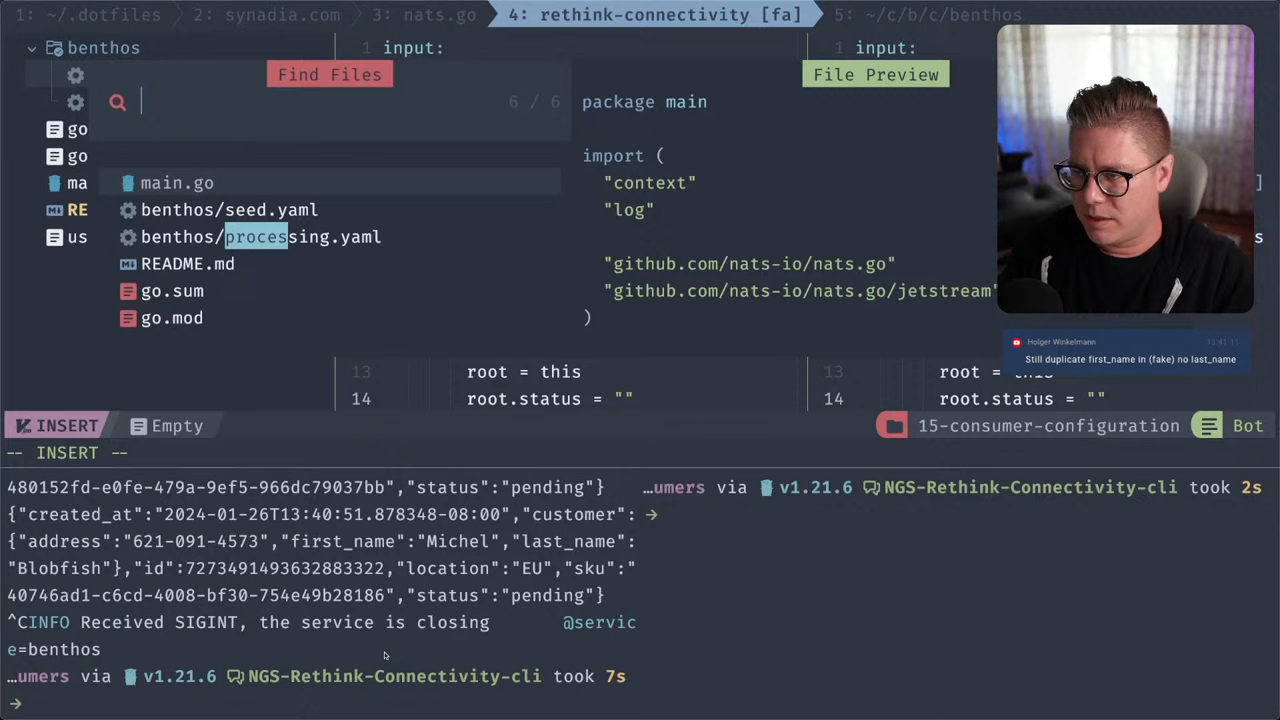 1: ~/.dotfiles
2: synadia.com
3: nats.go
4: rethink-connectivity [fa]
5: ~/c/b/c/benthos
benthos
go
go
ma
RE
us
Find Files
6 / 6
main.go
benthos/seed.yaml
benthos/processing.yaml
README.md
go.sum
go.mod
1 input:
1 input:
File Preview
package main
import (
"context"
"log"
"github.com/nats-io/nats.go"
"github.com/nats-io/nats.go/jetstream"
)
13 root = this
14 root.status = ""
13 root = this
14 root.status = ""
Holger Winkelmann 13:41:11
Still duplicate first_name in (fake) no last_name
INSERT Empty
15-consumer-configuration Bot
-- INSERT --
480152fd-e0fe-479a-9ef5-966dc79037bb","status":"pending"}
{"created_at":"2024-01-26T13:40:51.878348-08:00","customer":
{"address":"621-091-4573","first_name":"Michel","last_name":
"Blobfish"},"id":7273491493632883322,"location":"EU","sku":"
40746ad1-c6cd-4008-bf30-754e49b28186","status":"pending"}
^CINFO Received SIGINT, the service is closing @servic
e=benthos
…umers via v1.21.6 NGS-Rethink-Connectivity-cli took 7s
→
…umers via v1.21.6 NGS-Rethink-Connectivity-cli took 2s
→